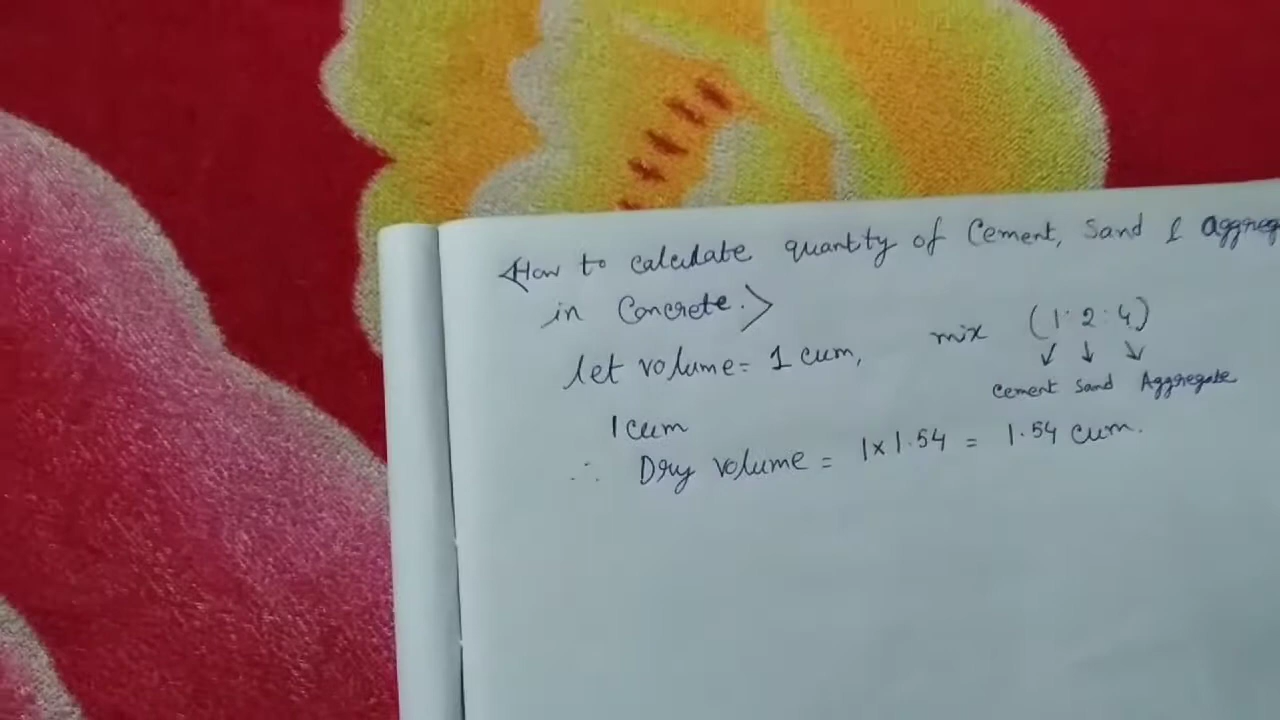 <How to calculate quantity of Cement, Sand & Aggreg
in Concrete.>
let volume = 1 cum, mix (1:2:4)
Cement Sand Aggregate
1 cum
∴ Dry volume = 1 x 1.54 = 1.54 cum.